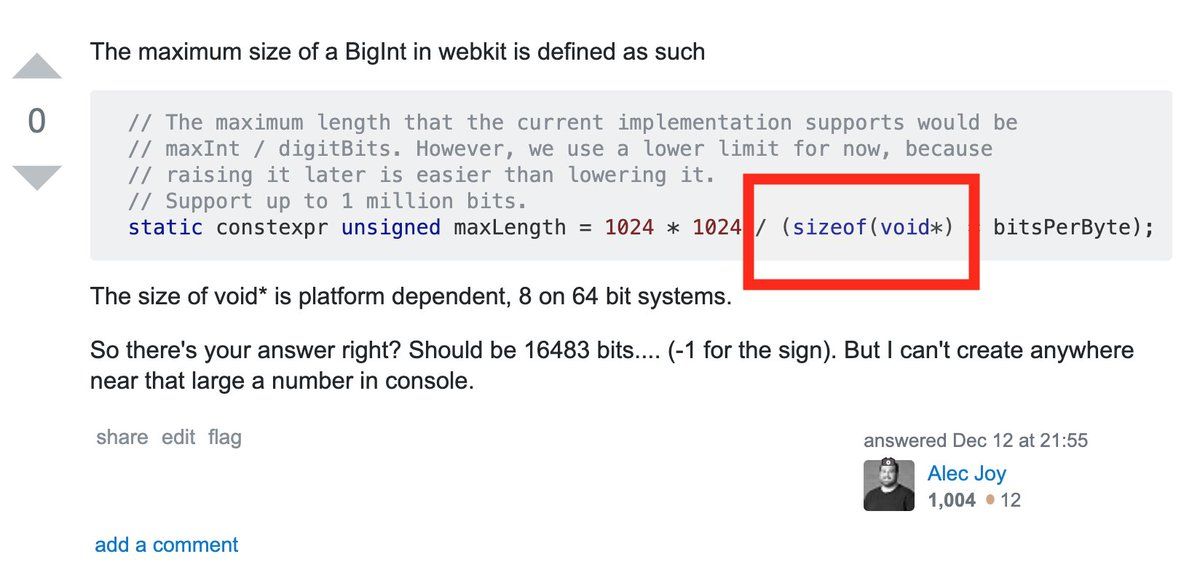 The maximum size of a BigInt in webkit is defined as such
0
// The maximum length that the current implementation supports would be
// maxInt / digitBits. However, we use a lower limit for now, because
// raising it later is easier than lowering it.
// Support up to 1 million bits.
static constexpr unsigned maxLength = 1024 * 1024 / (sizeof(void*) bitsPerByte);
The size of void* is platform dependent, 8 on 64 bit systems.
So there's your answer right? Should be 16483 bits.... (-1 for the sign). But I can't create anywhere
near that large a number in console.
share edit flag
answered Dec 12 at 21:55
Alec Joy
1,004 12
add a comment